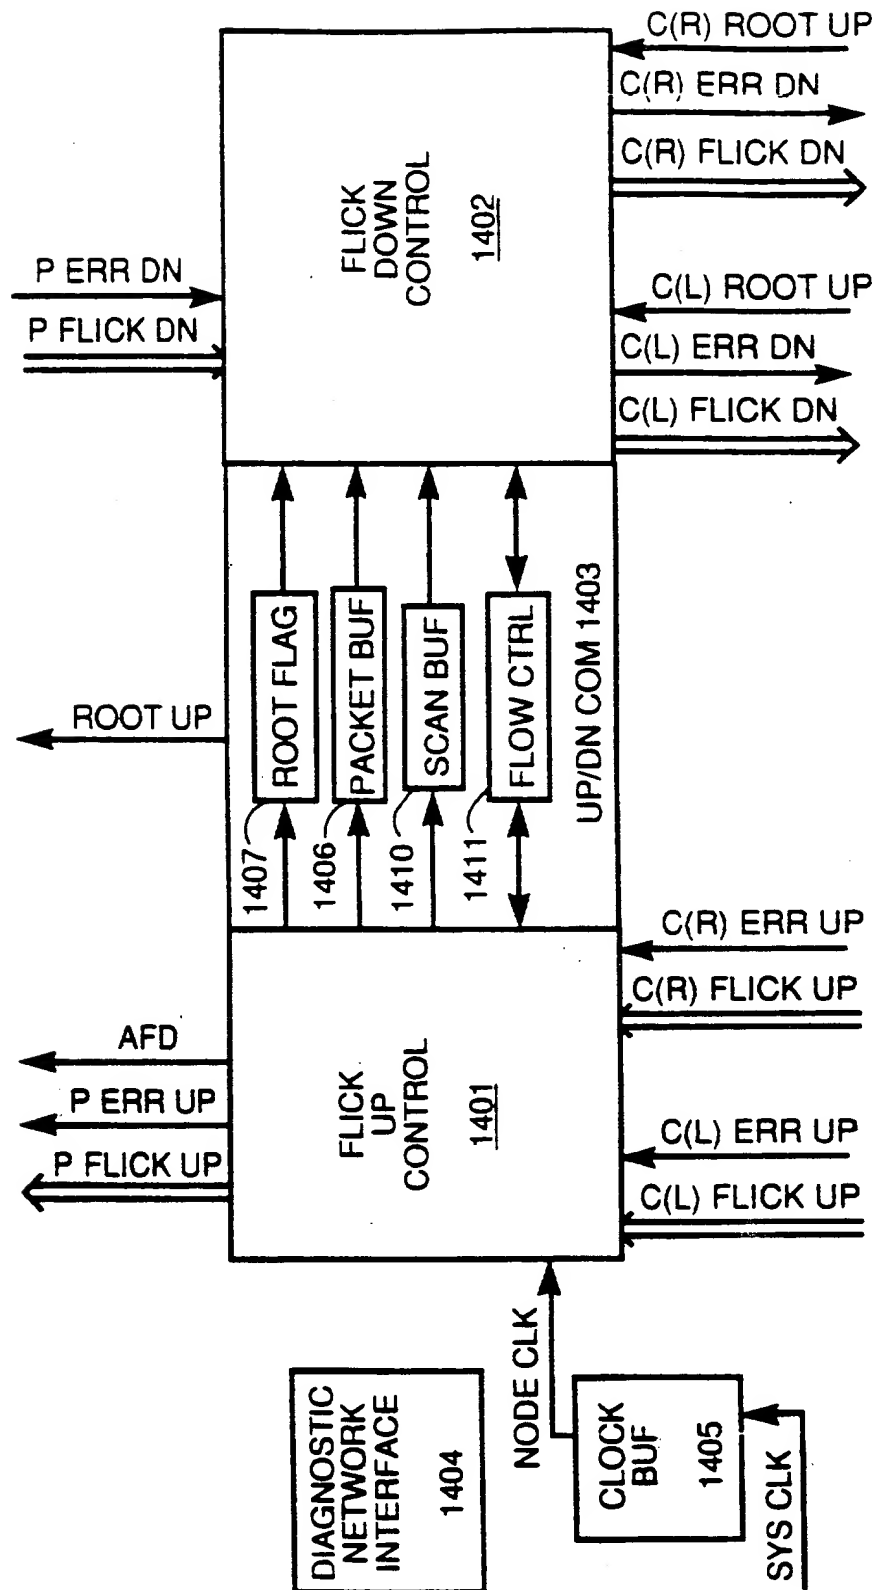 C(R) ROOT UP
C(R) ERR DN
C(R) FLICK DN
FLICK
DOWN
CONTROL
1402
P ERR DN
P FLICK DN
C(L) ROOT UP
C(L) ERR DN
C(L) FLICK DN
ROOT UP
ROOT FLAG
PACKET BUF
SCAN BUF
FLOW CTRL
UP/DN COM 1403
1407
1406
1410
1411
C(R) ERR UP
C(R) FLICK UP
AFD
P ERR UP
P FLICK UP
FLICK
UP
CONTROL
1401
C(L) ERR UP
C(L) FLICK UP
NODE CLK
DIAGNOSTIC
NETWORK
INTERFACE
1404
CLOCK
BUF
1405
SYS CLK